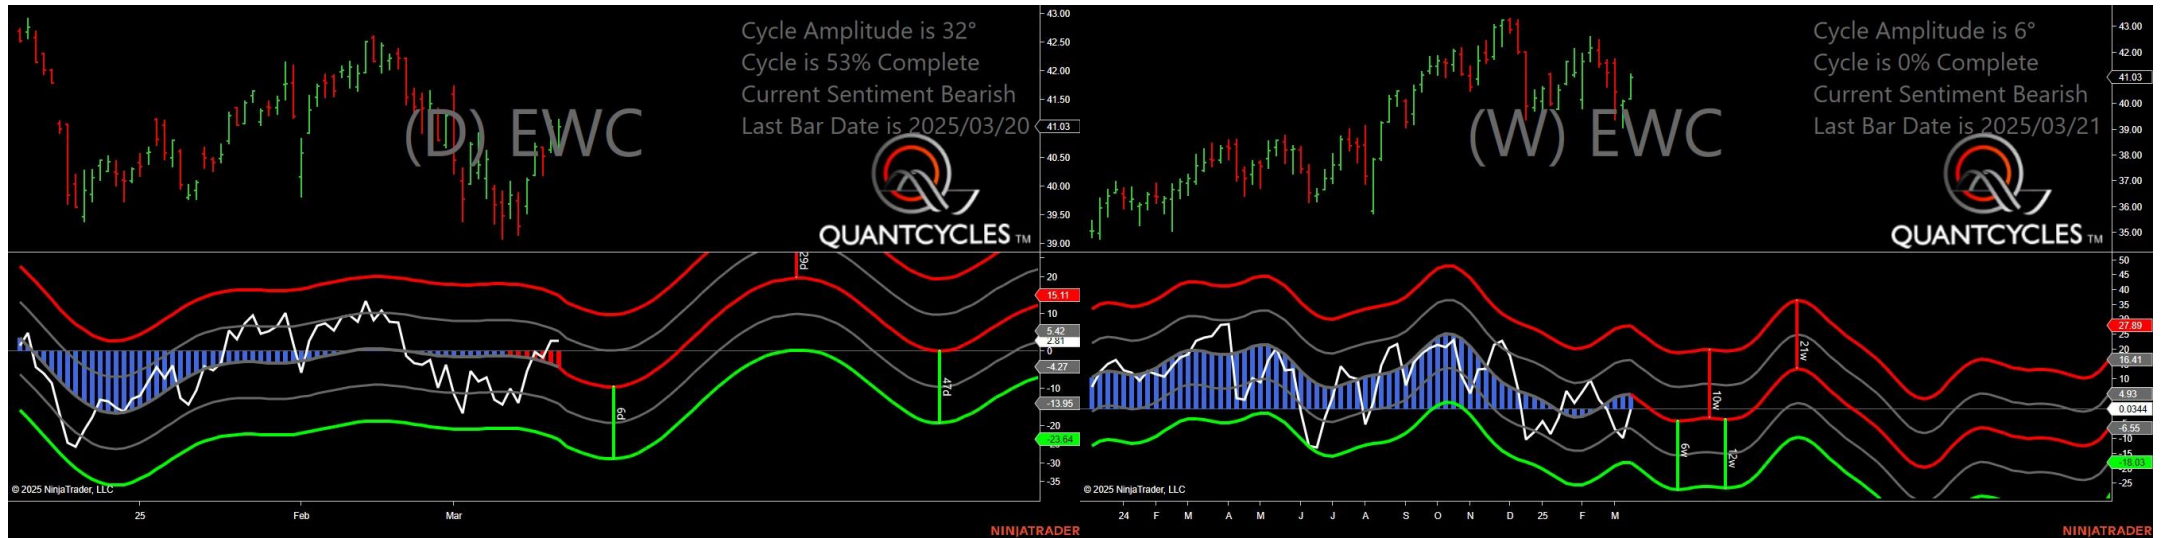 Cycle Amplitude is 32°
Cycle is 53% Complete
Current Sentiment Bearish
Last Bar Date is 2025/03/20
(D) EWC
QUANTCYCLES TM
43.00
42.50
42.00
41.50
41.03
40.50
40.00
39.50
39.00
29d
6d
47d
20
15.11
10
5.42
2.81
0
-4.27
-10
-13.95
-20
-23.64
-30
-35
© 2025 NinjaTrader, LLC
25 Feb Mar
NINJATRADER
Cycle Amplitude is 6°
Cycle is 0% Complete
Current Sentiment Bearish
Last Bar Date is 2025/03/21
(W) EWC
QUANTCYCLES TM
43.00
42.00
41.03
40.00
39.00
38.00
37.00
36.00
35.00
10w
21w
6w
12w
50
45
40
35
27.89
20
16.41
10
4.93
0.0344
-6.55
-10
-15
-18.03
-25
© 2025 NinjaTrader, LLC
24 F M A M J J A S O N D 25 F M
NINJATRADER